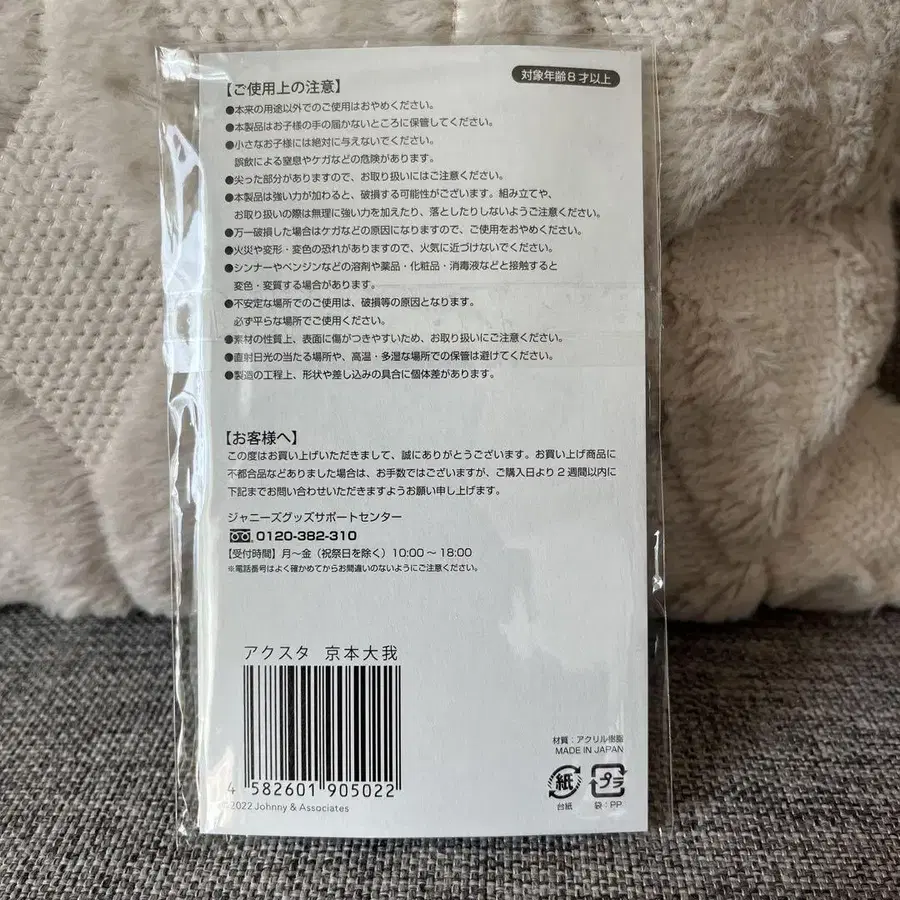 【ご使用上の注意】
対象年齢8才以上
●本来の用途以外でのご使用はおやめください。
●本製品はお子様の手の届かないところに保管してください。
●小さなお子様には絶対に与えないでください。
誤飲による窒息やケガなどの危険があります。
●尖った部分がありますので、お取り扱いにはご注意ください。
●本製品は強い力が加わると、破損する可能性がございます。組み立てや、
お取り扱いの際は無理に強い力を加えたり、落としたりしないようご注意ください。
●万一破損した場合はケガなどの原因になりますので、ご使用をおやめください。
●火災や変形・変色の恐れがありますので、火気に近づけないでください。
●シンナーやベンジンなどの溶剤や薬品・化粧品・消毒液などと接触すると
変色・変質する場合があります。
●不安定な場所でのご使用は、破損等の原因となります。
必ず平らな場所でご使用ください。
●素材の性質上、表面に傷がつきやすいため、お取り扱いにご注意ください。
●直射日光の当たる場所や、高温・多湿な場所での保管は避けてください。
●製造の工程上、形状や差し込みの具合に個体差があります。
【お客様へ】
この度はお買い上げいただきまして、誠にありがとうございます。お買い上げ商品に
不都合品などありました場合は、お手数ではございますが、ご購入日より2週間以内に
下記までお問い合わせいただきますようお願い申し上げます。
ジャニーズグッズサポートセンター
0120-382-310
【受付時間】月～金（祝祭日を除く）10:00～18:00
※電話番号はよく確かめてからお間違いのないようにご注意ください。
アクスタ 京本大我
4 582601 905022
©2022 Johnny & Associates
材質：アクリル樹脂
MADE IN JAPAN
紙 プラ
台紙 袋：PP